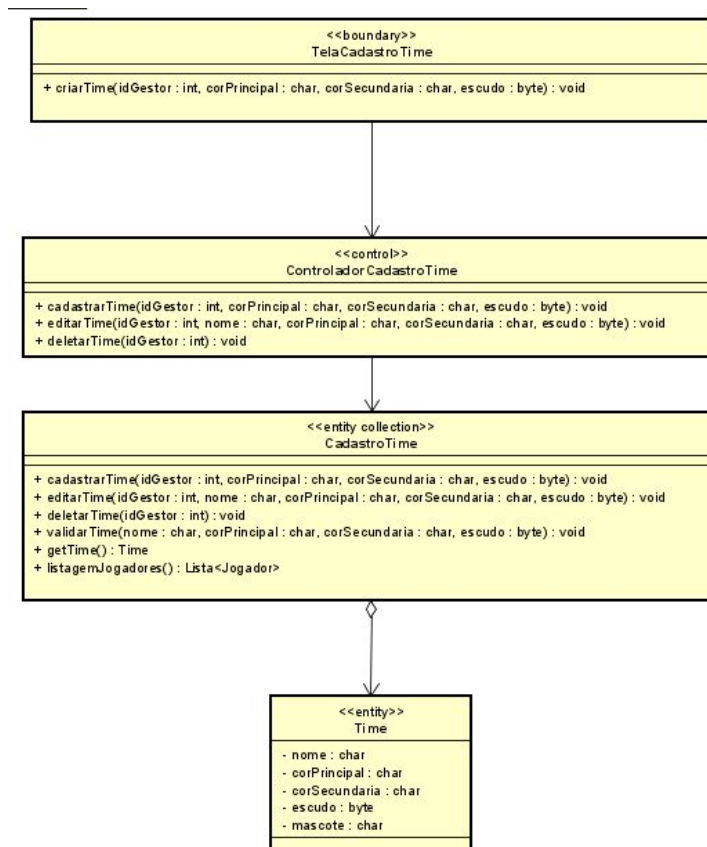 <<boundary>>
TelaCadastroTime
+ criarTime(idGestor : int, corPrincipal : char, corSecundaria : char, escudo : byte) : void
<<control>>
ControladorCadastroTime
+ cadastrarTime(idGestor : int, corPrincipal : char, corSecundaria : char, escudo : byte) : void
+ editarTime(idGestor : int, nome : char, corPrincipal : char, corSecundaria : char, escudo : byte) : void
+ deletarTime(idGestor : int) : void
<<entity collection>>
CadastroTime
+ cadastrarTime(idGestor : int, corPrincipal : char, corSecundaria : char, escudo : byte) : void
+ editarTime(idGestor : int, nome : char, corPrincipal : char, corSecundaria : char, escudo : byte) : void
+ deletarTime(idGestor : int) : void
+ validarTime(nome : char, corPrincipal : char, corSecundaria : char, escudo : byte) : void
+ getTime() : Time
+ listagemJogadores() : Lista<Jogador>
<<entity>>
Time
- nome : char
- corPrincipal : char
- corSecundaria : char
- escudo : byte
- mascote : char